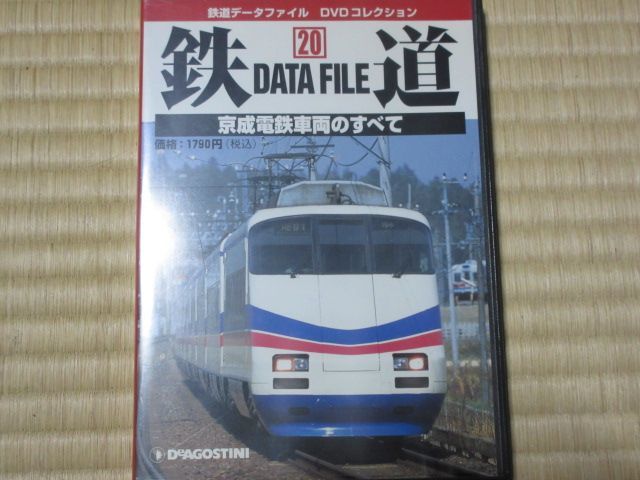 鉄道データファイル DVDコレクション
20
鉄 DATA FILE 道
京成電鉄車両のすべて
価格:1790円(税込)
DeAGOSTINI